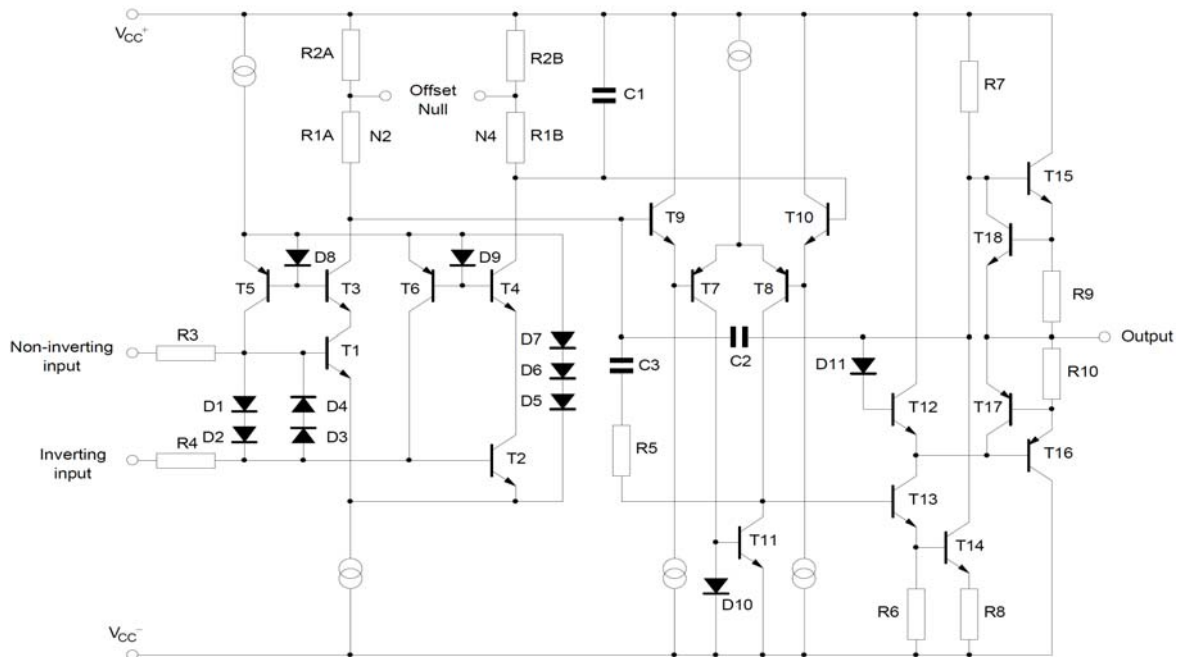 VCC+
R2A
R2B
Offset
Null
C1
R7
R1A
N2
N4
R1B
T15
T9
T10
T18
D8
D9
T5
T3
T6
T4
T7
T8
R9
R3
D7
Non-inverting
input
T1
Output
C3
C2
D11
D6
R10
D1
D4
D5
T12
T17
D2
D3
R5
Inverting
input
R4
T2
T16
T13
T11
T14
D10
R6
R8
VCC−